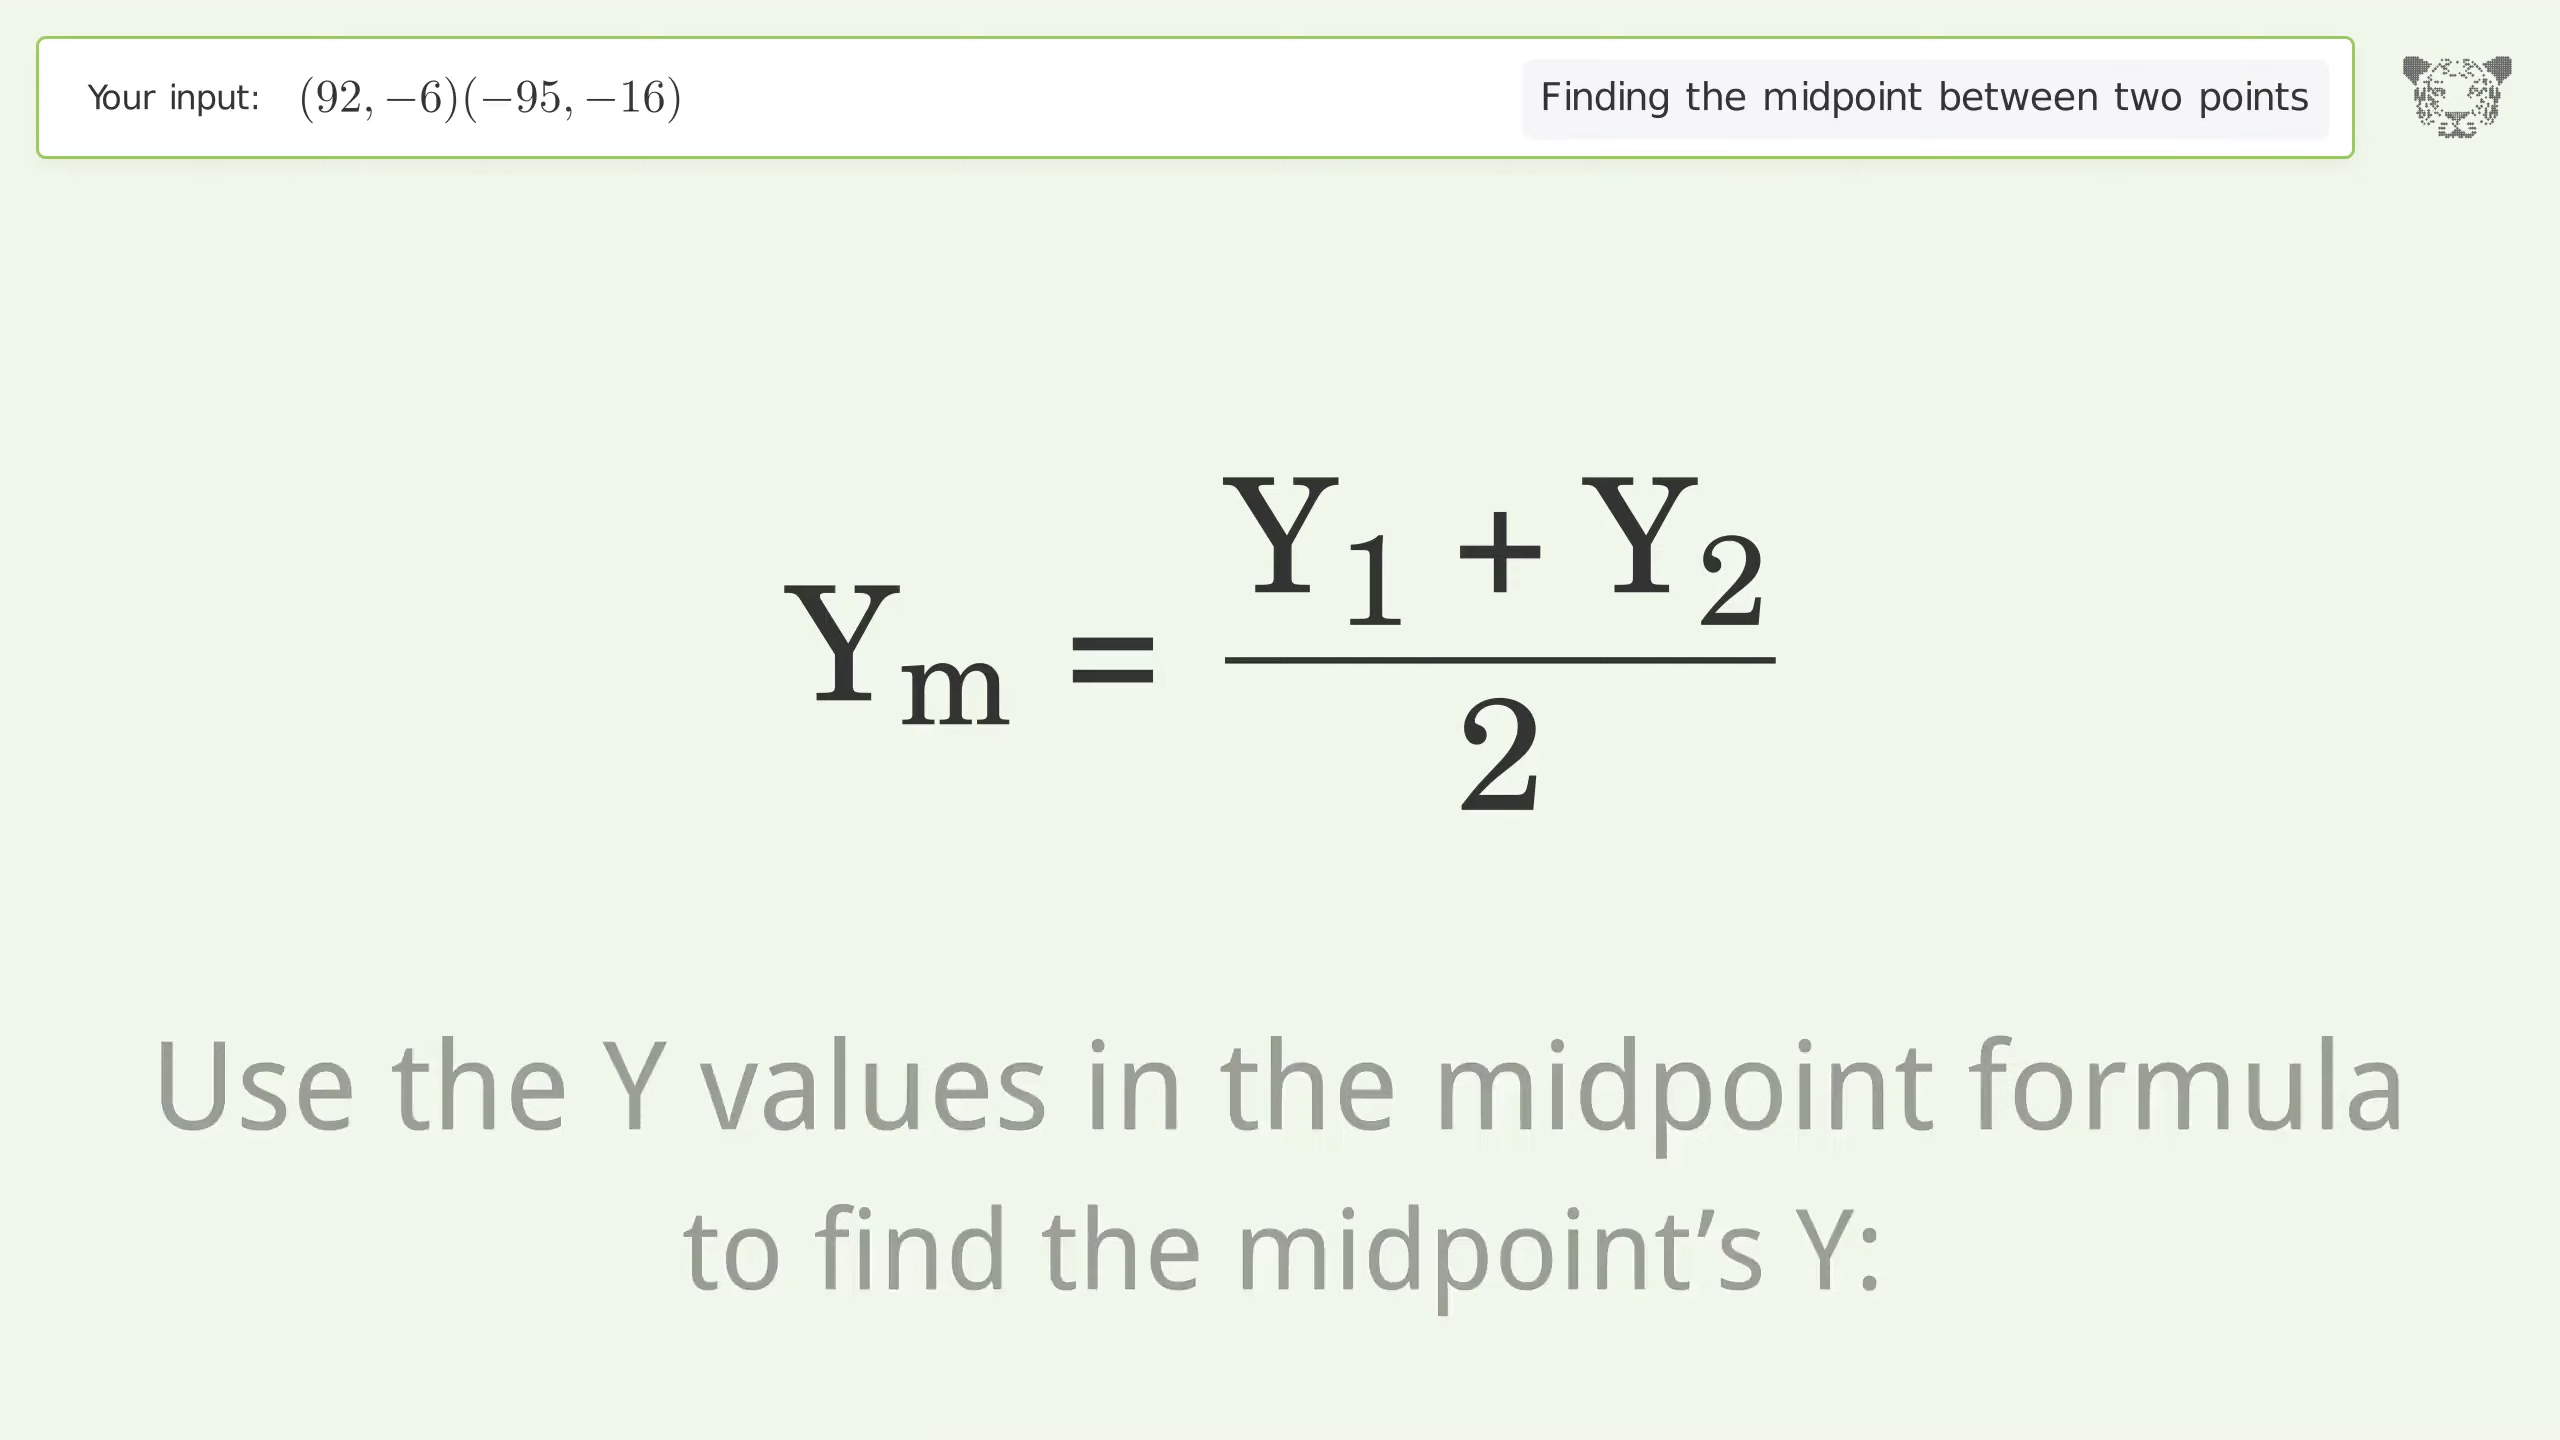 Your input: (92, −6)(−95, −16)
Finding the midpoint between two points
Yₘ = (Y₁ + Y₂) / 2
Use the Y values in the midpoint formula
to find the midpoint’s Y: